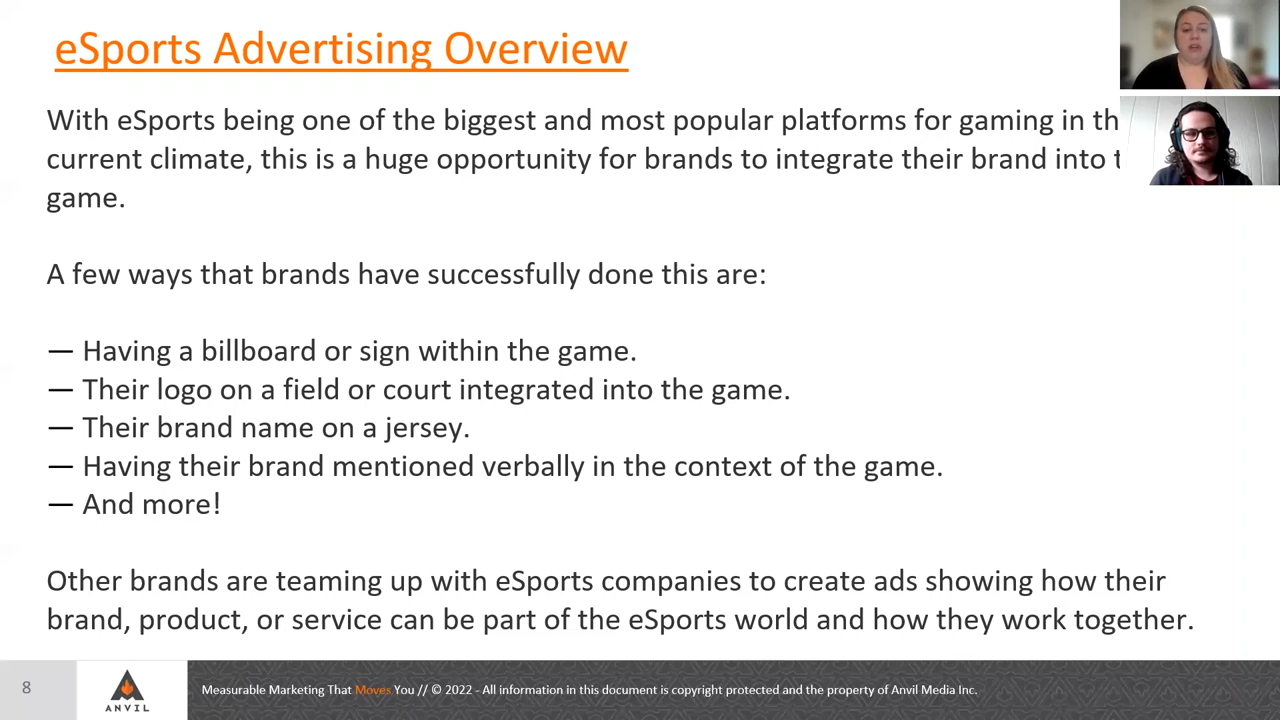 eSports Advertising Overview
With eSports being one of the biggest and most popular platforms for gaming in th
current climate, this is a huge opportunity for brands to integrate their brand into t
game.
A few ways that brands have successfully done this are:
— Having a billboard or sign within the game.
— Their logo on a field or court integrated into the game.
— Their brand name on a jersey.
— Having their brand mentioned verbally in the context of the game.
— And more!
Other brands are teaming up with eSports companies to create ads showing how their
brand, product, or service can be part of the eSports world and how they work together.
8
ANVIL
Measurable Marketing That Moves You // © 2022 - All information in this document is copyright protected and the property of Anvil Media Inc.